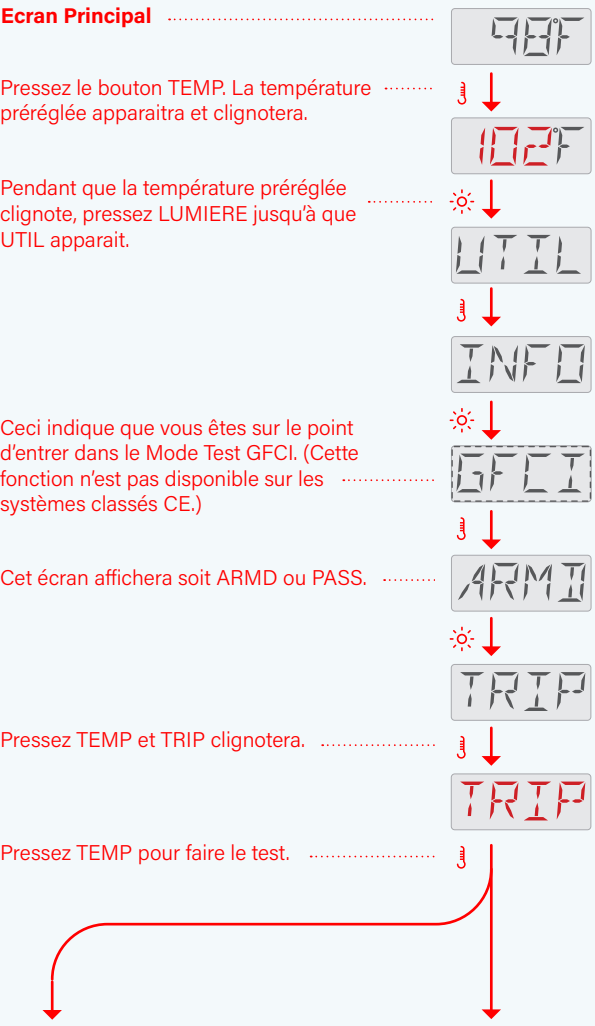 Ecran Principal
98°F
Pressez le bouton TEMP. La température
préréglée apparaitra et clignotera.
102°F
Pendant que la température préréglée
clignote, pressez LUMIERE jusqu'à que
UTIL apparait.
UTIL
INFO
Ceci indique que vous êtes sur le point
d'entrer dans le Mode Test GFCI. (Cette
fonction n'est pas disponible sur les
systèmes classés CE.)
GFCI
Cet écran affichera soit ARMD ou PASS.
ARMD
TRIP
Pressez TEMP et TRIP clignotera.
TRIP
Pressez TEMP pour faire le test.